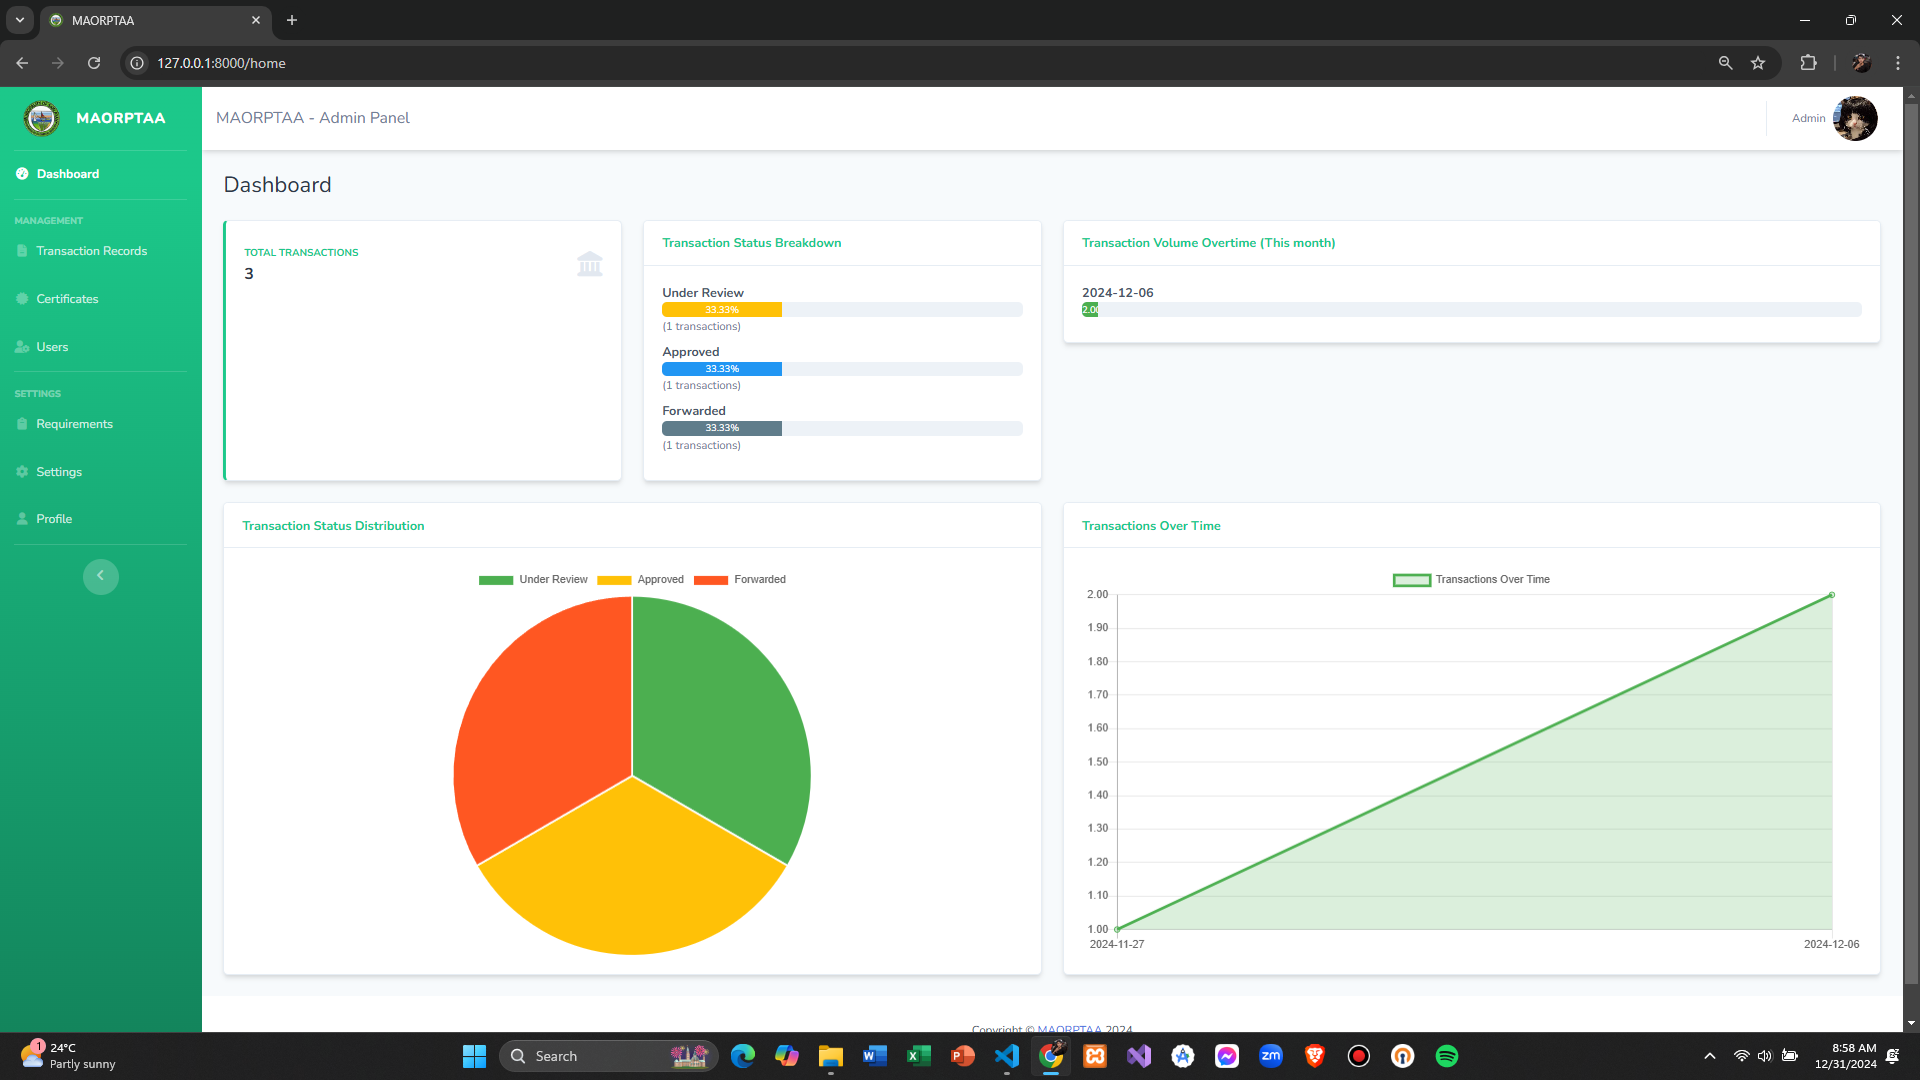 MAORPTAA
127.0.0.1:8000/home
MAORPTAA
MAORPTAA - Admin Panel
Admin
Dashboard
MANAGEMENT
Transaction Records
Certificates
Users
SETTINGS
Requirements
Settings
Profile
Dashboard
TOTAL TRANSACTIONS
3
Transaction Status Breakdown
Under Review
33.33%
(1 transactions)
Approved
33.33%
(1 transactions)
Forwarded
33.33%
(1 transactions)
Transaction Volume Overtime (This month)
2024-12-06
2.00
Transaction Status Distribution
Under Review Approved Forwarded
Transactions Over Time
Transactions Over Time
2.00
1.90
1.80
1.70
1.60
1.50
1.40
1.30
1.20
1.10
1.00
2024-11-27 2024-12-06
Copyright © MAORPTAA 2024
1
24°C
Partly sunny
Search
zm
8:58 AM
12/31/2024